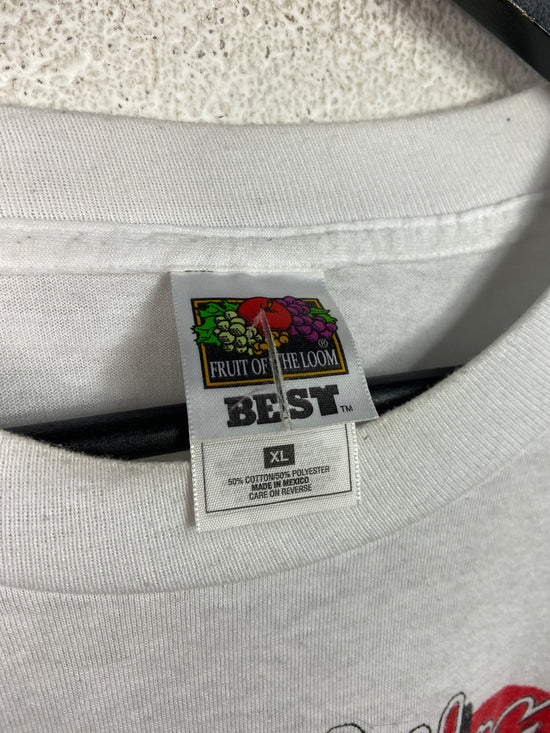 FRUIT OF THE LOOM ®
BEST™
XL
50% COTTON/50% POLYESTER
MADE IN MEXICO
CARE ON REVERSE